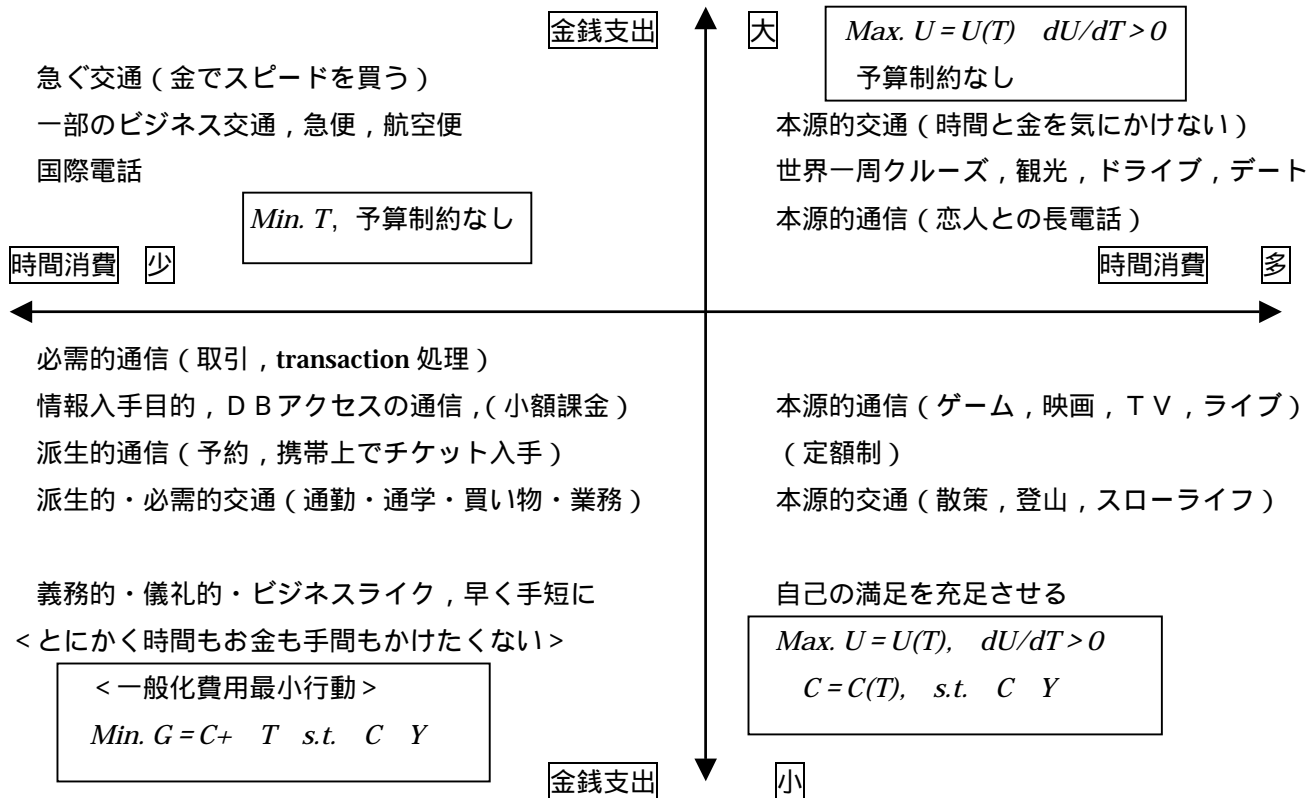 金銭支出 大
Max. U = U(T) dU/dT > 0
予算制約なし
急ぐ交通(金でスピードを買う)
一部のビジネス交通,急便,航空便
国際電話
Min. T, 予算制約なし
本源的交通(時間と金を気にかけない)
世界一周クルーズ,観光,ドライブ,デート
本源的通信(恋人との長電話)
時間消費 少
時間消費 多
必需的通信(取引,transaction 処理)
情報入手目的,DBアクセスの通信,(小額課金)
派生的通信(予約,携帯上でチケット入手)
派生的・必需的交通(通勤・通学・買い物・業務)
本源的通信(ゲーム,映画,TV,ライブ)
(定額制)
本源的交通(散策,登山,スローライフ)
義務的・儀礼的・ビジネスライク,早く手短に
<とにかく時間もお金も手間もかけたくない>
<一般化費用最小行動>
Min. G = C+ T s.t. C Y
自己の満足を充足させる
Max. U = U(T), dU/dT > 0
C = C(T), s.t. C Y
金銭支出 小